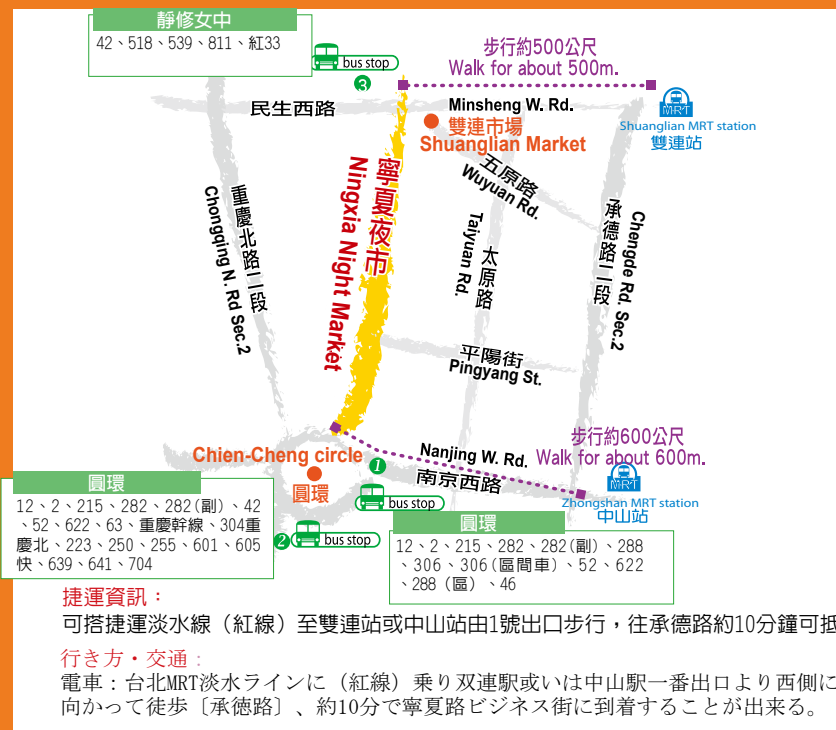 靜修女中
42、518、539、811、紅33
bus stop
3
步行約500公尺
Walk for about 500m.
民生西路
Minsheng W. Rd.
MRT
Shuanglian MRT station
雙連站
雙連市場
Shuanglian Market
五原路
Wuyuan Rd.
寧夏夜市
Ningxia Night Market
重慶北路二段
Chongqing N. Rd Sec.2
太原路
Taiyuan Rd.
承德路二段
Chengde Rd. Sec.2
平陽街
Pingyang St.
步行約600公尺
Walk for about 600m.
Chien-Cheng circle
圓環
1
Nanjing W. Rd.
南京西路
MRT
Zhongshan MRT station
中山站
bus stop
2
bus stop
圓環
12、2、215、282、282(副)、42
、52、622、63、重慶幹線、304重
慶北、223、250、255、601、605
快、639、641、704
圓環
12、2、215、282、282(副)、288
、306、306(區間車)、52、622
、288（區）、46
捷運資訊：
可搭捷運淡水線（紅線）至雙連站或中山站由1號出口步行，往承德路約10分鐘可抵
行き方・交通：
電車：台北MRT淡水ラインに（紅線）乗り双連駅或いは中山駅一番出口より西側に
向かって徒歩〔承德路〕、約10分で寧夏路ビジネス街に到着することが出来る。